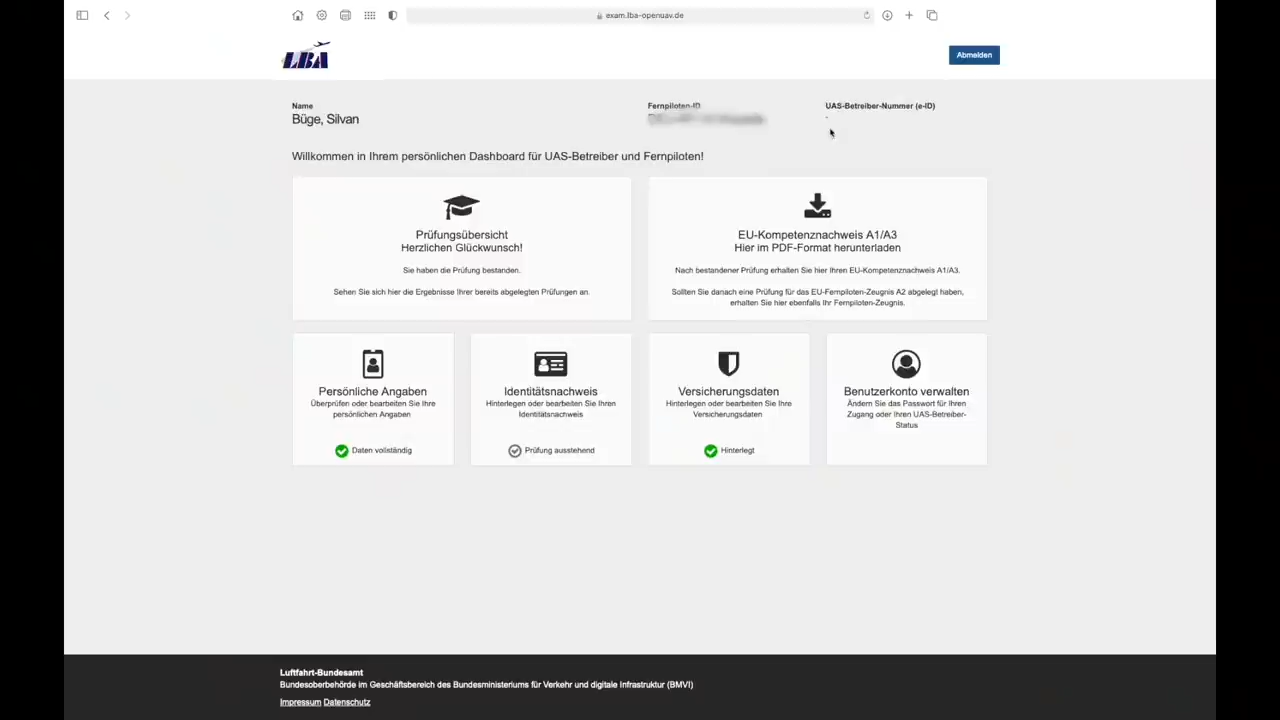 exam.lba-openuav.de
LBA
Abmelden
Name
Fernpiloten-ID
UAS-Betreiber-Nummer (e-ID)
Büge, Silvan
-
Willkommen in Ihrem persönlichen Dashboard für UAS-Betreiber und Fernpiloten!
Prüfungsübersicht
Herzlichen Glückwunsch!
Sie haben die Prüfung bestanden.
Sehen Sie sich hier die Ergebnisse Ihrer bereits abgelegten Prüfungen an.
EU-Kompetenznachweis A1/A3
Hier im PDF-Format herunterladen
Nach bestandener Prüfung erhalten Sie hier Ihren EU-Kompetenznachweis A1/A3.
Sollten Sie danach eine Prüfung für das EU-Fernpiloten-Zeugnis A2 abgelegt haben,
erhalten Sie hier ebenfalls Ihr Fernpiloten-Zeugnis.
Persönliche Angaben
Überprüfen oder bearbeiten Sie Ihre
persönlichen Angaben
Daten vollständig
Identitätsnachweis
Hinterlegen oder bearbeiten Sie Ihren
Identitätsnachweis
Prüfung ausstehend
Versicherungsdaten
Hinterlegen oder bearbeiten Sie Ihre
Versicherungsdaten
Hinterlegt
Benutzerkonto verwalten
Ändern Sie das Passwort für Ihren
Zugang oder Ihren UAS-Betreiber-
Status
Luftfahrt-Bundesamt
Bundesoberbehörde im Geschäftsbereich des Bundesministeriums für Verkehr und digitale Infrastruktur (BMVI)
Impressum Datenschutz